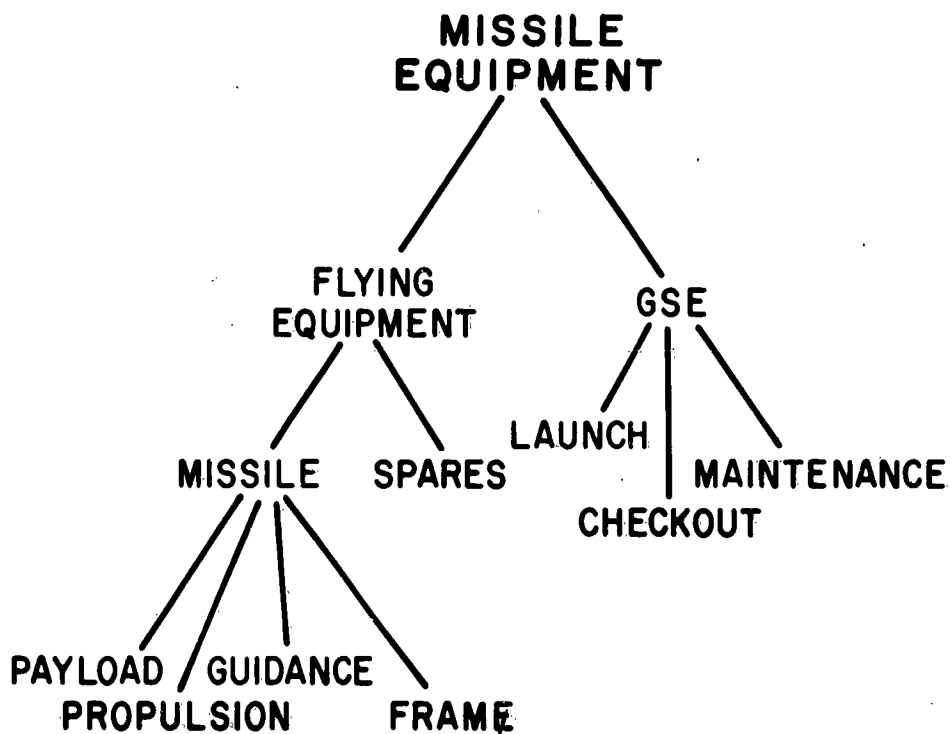 MISSILE
EQUIPMENT
FLYING
EQUIPMENT
GSE
LAUNCH
MISSILE
SPARES
MAINTENANCE
CHECKOUT
PAYLOAD
GUIDANCE
PROPULSION
FRAME